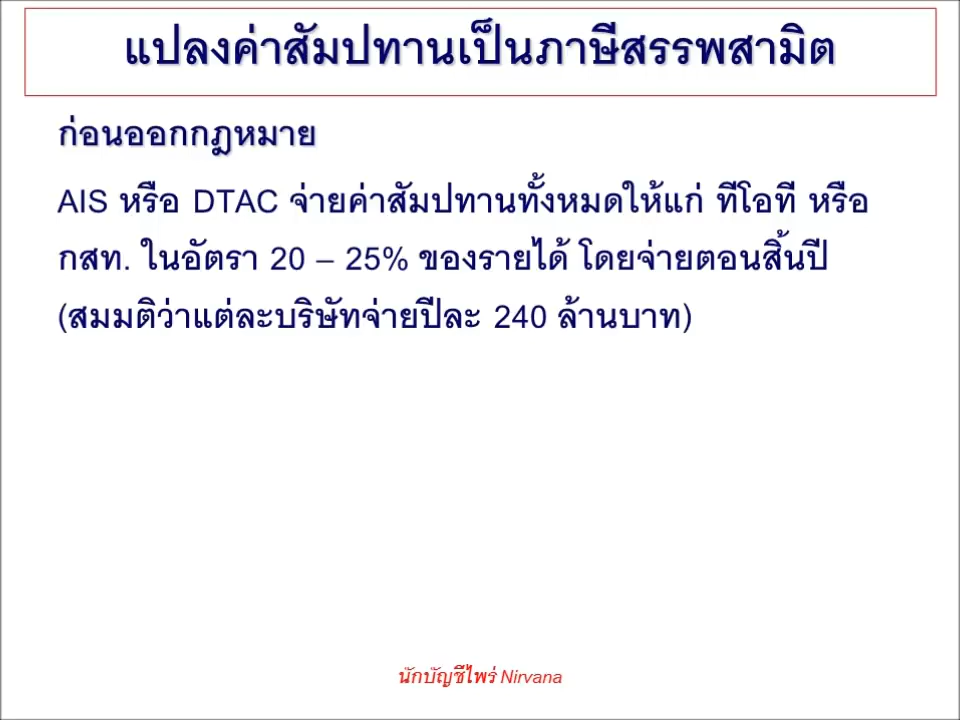 แปลงค่าสัมปทานเป็นภาษีสรรพสามิต
ก่อนออกกฎหมาย
AIS หรือ DTAC จ่ายค่าสัมปทานทั้งหมดให้แก่ ทีโอที หรือ
กสท. ในอัตรา 20 – 25% ของรายได้ โดยจ่ายตอนสิ้นปี
(สมมติว่าแต่ละบริษัทจ่ายปีละ 240 ล้านบาท)
นักบัญชีไพร่ Nirvana